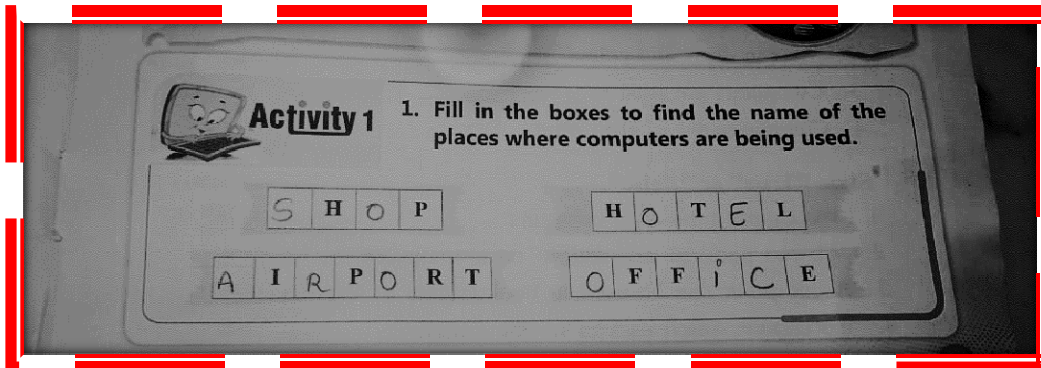 Activity 1
1. Fill in the boxes to find the name of the
places where computers are being used.
SHOP
HOTEL
AIRPORT
OFFiCE